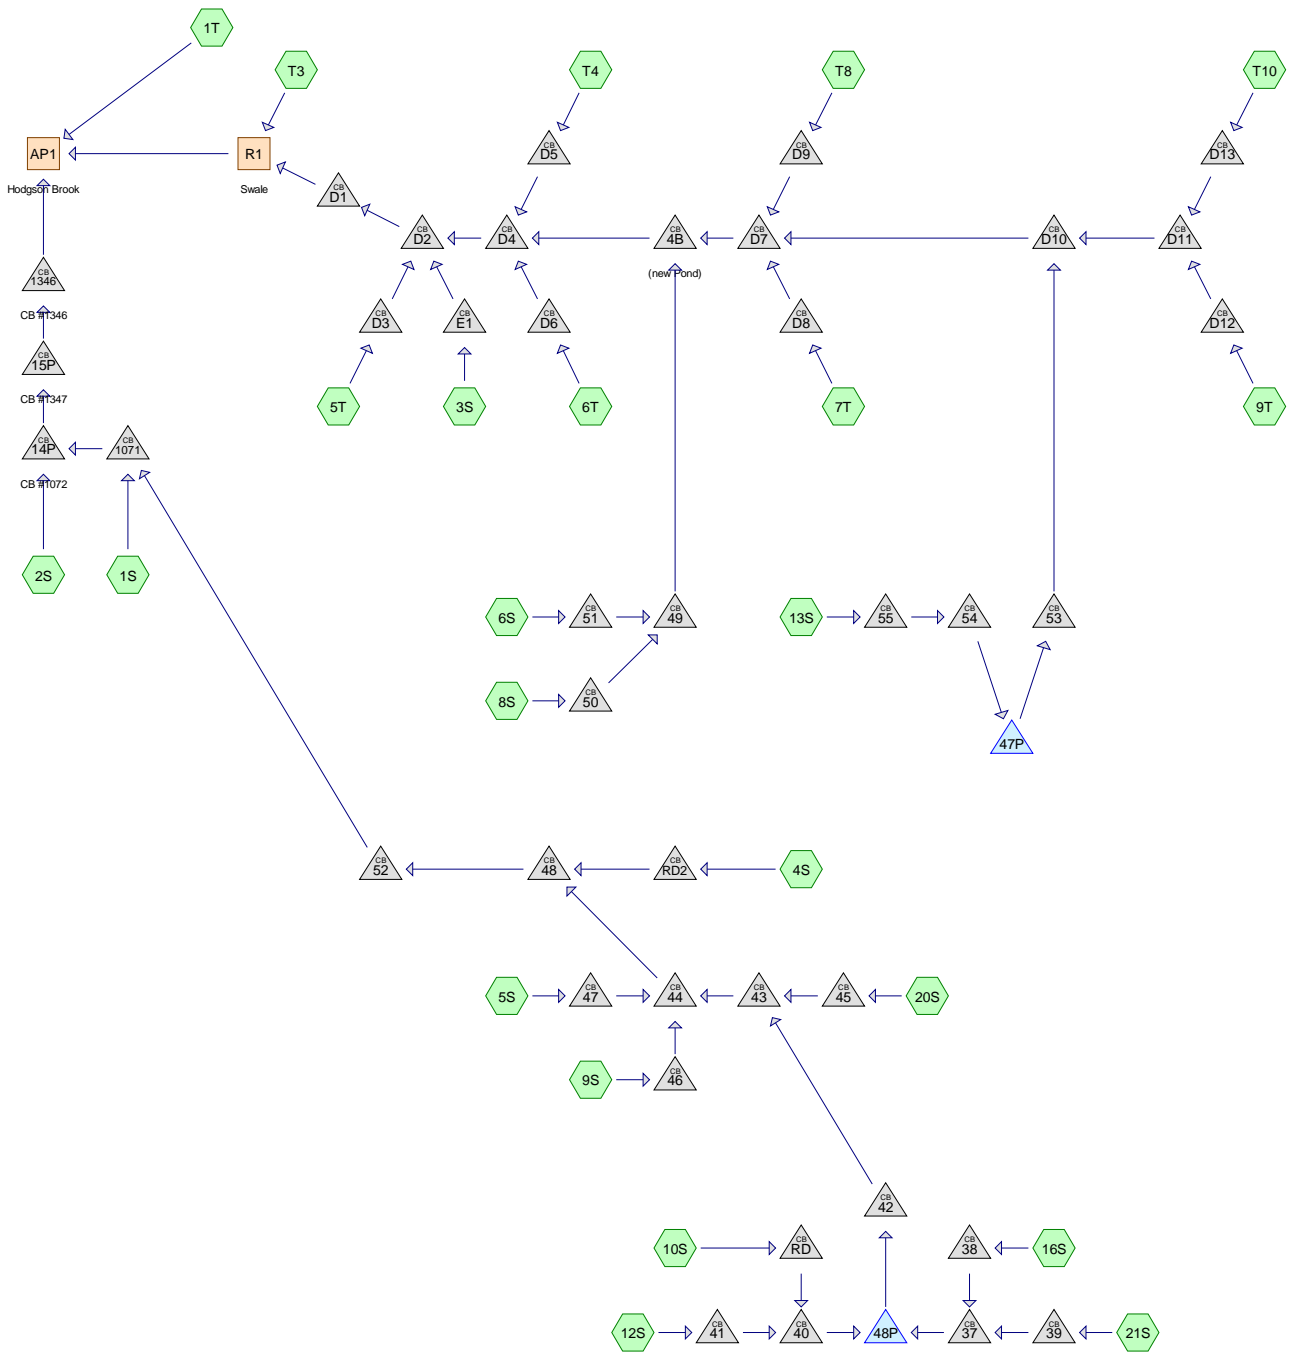 1T
T3
T4
T8
T10
AP1
Hodgson Brook
R1
Swale
CB
D1
CB
D5
CB
D9
CB
D13
CB
D2
CB
D4
CB
4B
(new Pond)
CB
D7
CB
D10
CB
D11
CB
1346
CB #1346
CB
D3
CB
E1
CB
D6
CB
D8
CB
D12
CB
15P
CB #1347
5T
3S
6T
7T
9T
CB
14P
CB #1072
CB
1071
2S
1S
6S
CB
51
CB
49
13S
CB
55
CB
54
CB
53
8S
CB
50
47P
CB
52
CB
48
CB
RD2
4S
5S
CB
47
CB
44
CB
43
CB
45
20S
9S
CB
46
CB
42
10S
CB
RD
CB
38
16S
12S
CB
41
CB
40
48P
CB
37
CB
39
21S